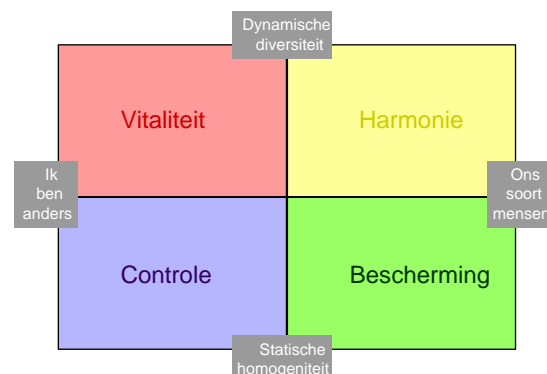 Dynamische
diversiteit
Vitaliteit
Harmonie
Ik
ben
anders
Ons
soort
mensen
Controle
Bescherming
Statische
homogeniteit